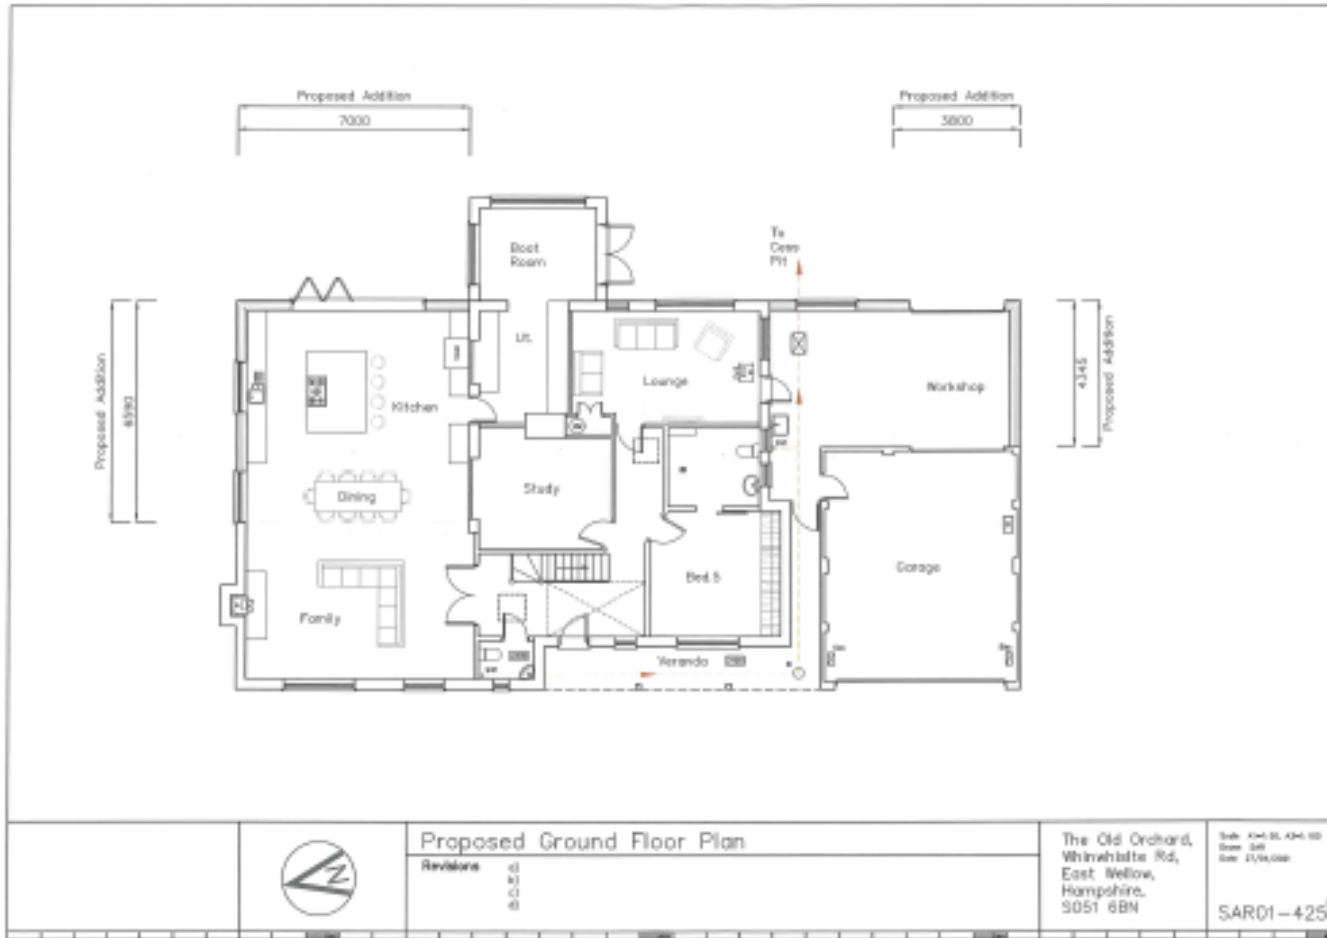 Proposed Addition
7000
Proposed Addition
3800
Boot
Room
To
Cess
Pit
Proposed Addition
6590
Ut.
Lounge
Workshop
4345
Proposed Addition
Kitchen
Study
Dining
Garage
Bed.5
Family
Veranda
Proposed Ground Floor Plan
Revisions
a)
b)
c)
d)
N
The Old Orchard,
Whinwhistle Rd,
East Wellow,
Hampshire.
SO51 6BN
SAR01-425